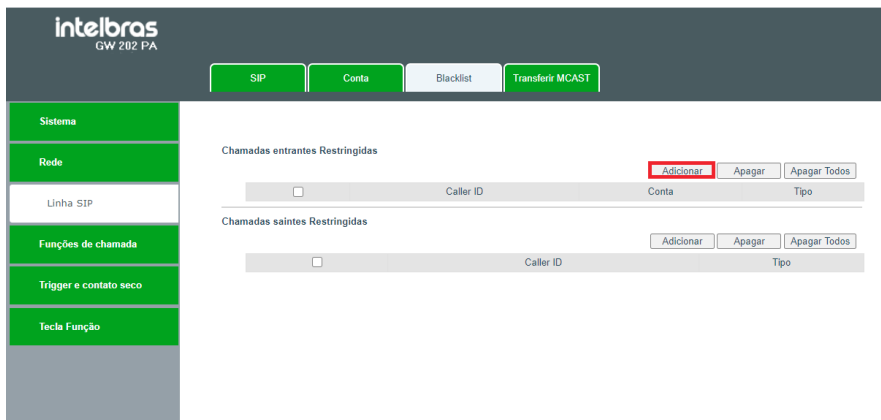 intelbras
GW 202 PA
SIP Conta Blacklist Transferir MCAST
Sistema
Rede
Linha SIP
Funções de chamada
Trigger e contato seco
Tecla Função
Chamadas entrantes Restringidas
Adicionar Apagar Apagar Todos
Caller ID Conta Tipo
Chamadas saintes Restringidas
Adicionar Apagar Apagar Todos
Caller ID Tipo